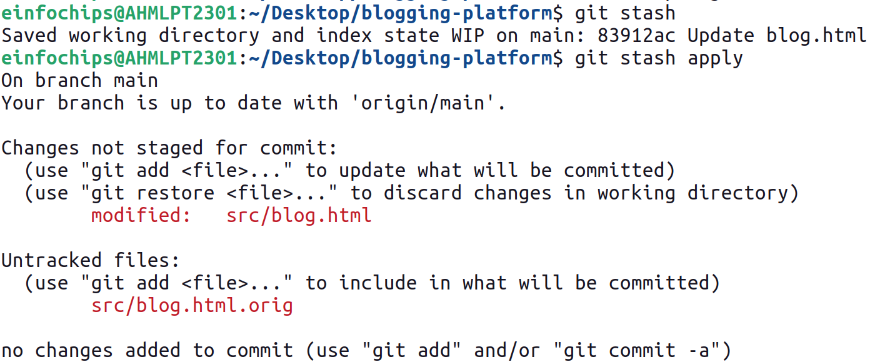 einfochips@AHMLPT2301:~/Desktop/blogging-platform$ git stash
Saved working directory and index state WIP on main: 83912ac Update blog.html
einfochips@AHMLPT2301:~/Desktop/blogging-platform$ git stash apply
On branch main
Your branch is up to date with 'origin/main'.
Changes not staged for commit:
(use "git add <file>..." to update what will be committed)
(use "git restore <file>..." to discard changes in working directory)
modified: src/blog.html
Untracked files:
(use "git add <file>..." to include in what will be committed)
src/blog.html.orig
no changes added to commit (use "git add" and/or "git commit -a")